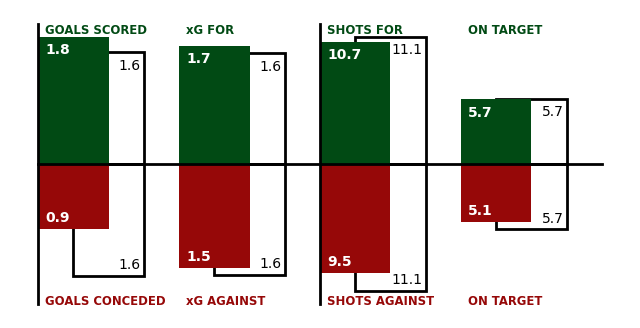 GOALS SCORED xG FOR SHOTS FOR ON TARGET
1.8 1.6 1.7 1.6 10.7 11.1 5.7 5.7
0.9 1.6 1.5 1.6 9.5 11.1 5.1 5.7
GOALS CONCEDED xG AGAINST SHOTS AGAINST ON TARGET